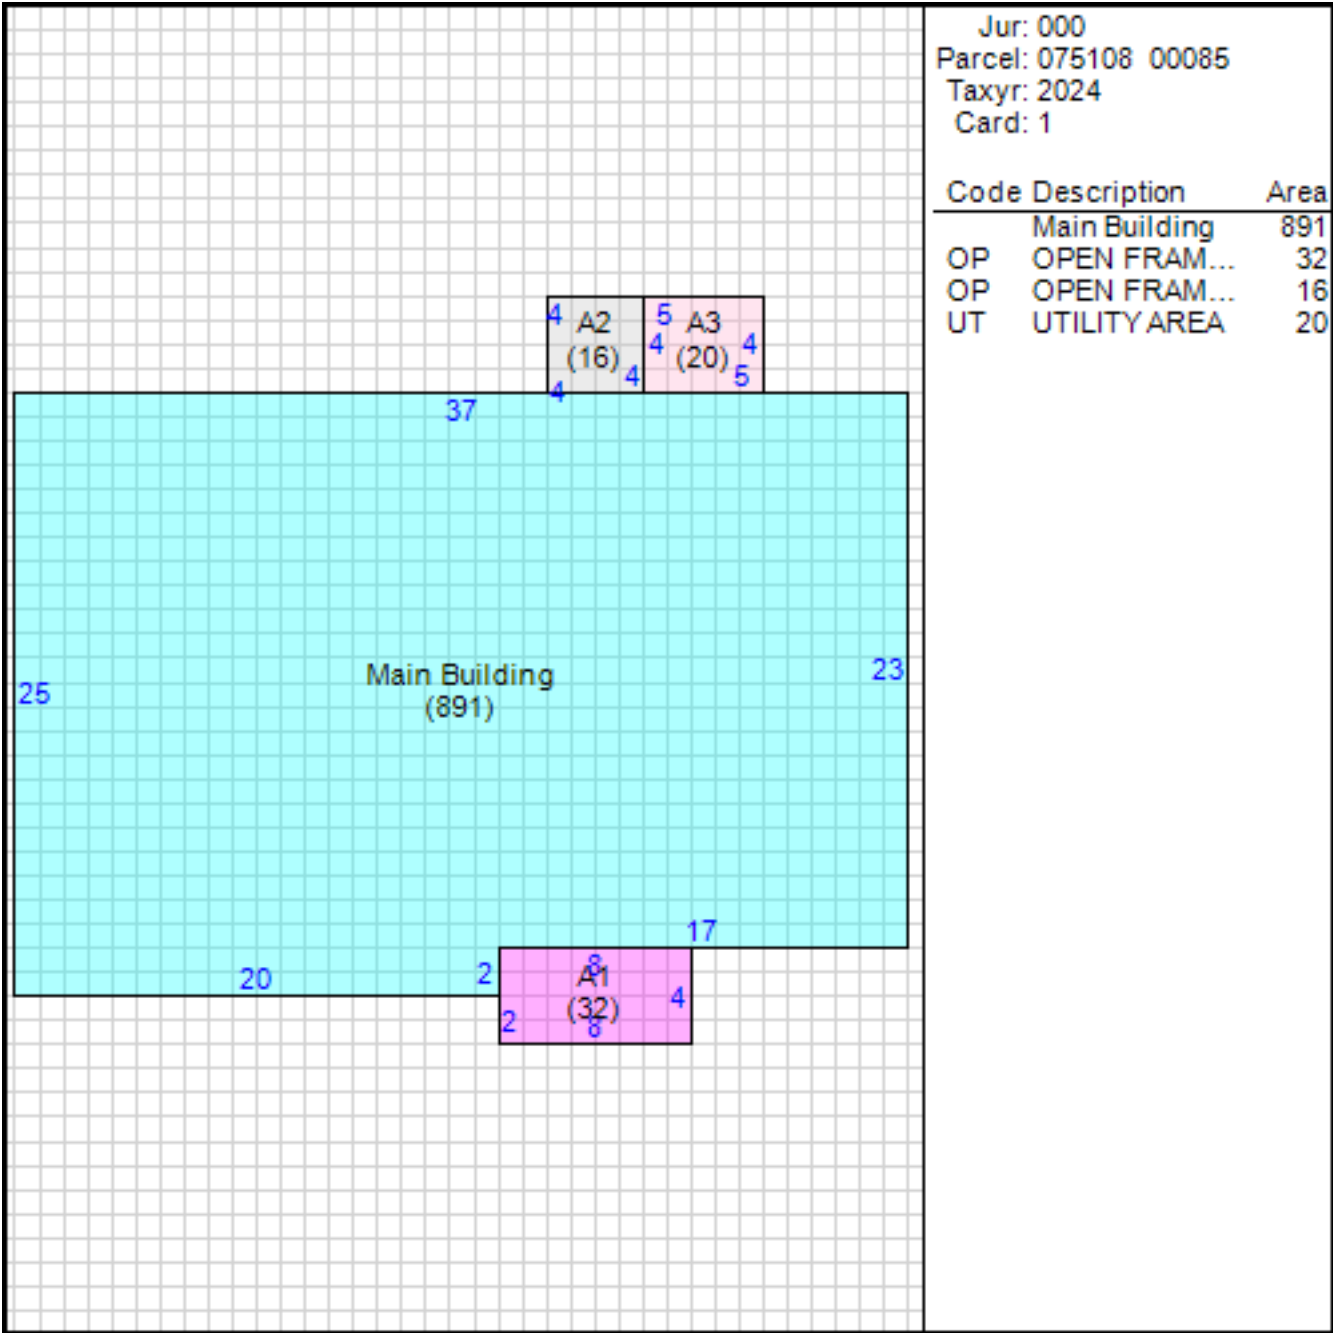 Jur: 000
Parcel: 075108 00085
Taxyr: 2024
Card: 1
Code Description Area
Main Building 891
OP OPEN FRAM... 32
OP OPEN FRAM... 16
UT UTILITY AREA 20
4 A2 5 A3
4 4
(16) (20)
4 5
4
37
23
Main Building
25
(891)
17
8
2 A1
20
4
(32)
2 8